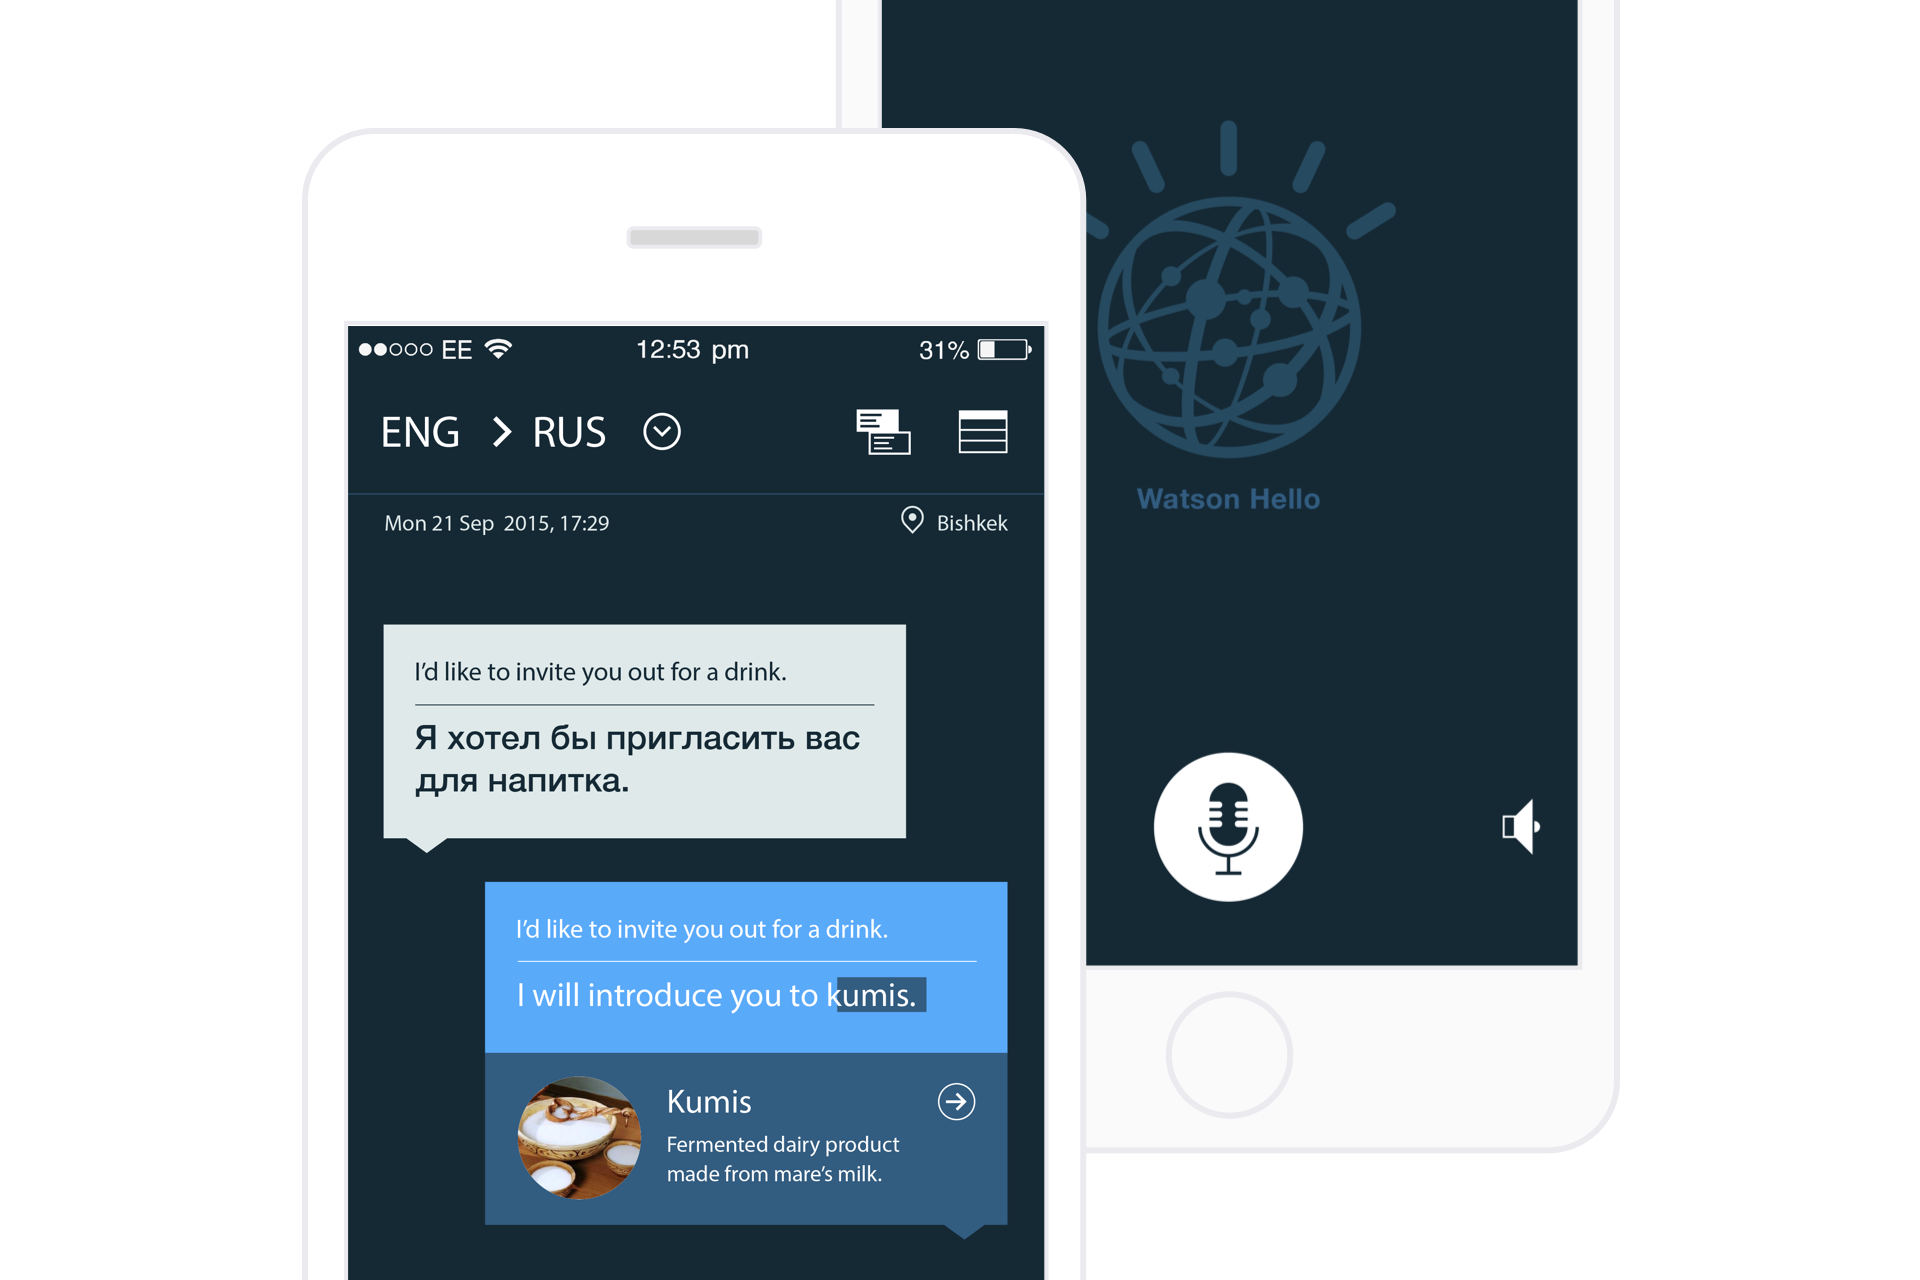 EE 12:53 pm 31%
ENG > RUS
Mon 21 Sep 2015, 17:29 Bishkek
I’d like to invite you out for a drink.
Я хотел бы пригласить вас
для напитка.
I’d like to invite you out for a drink.
I will introduce you to kumis.
Kumis
Fermented dairy product
made from mare’s milk.
Watson Hello